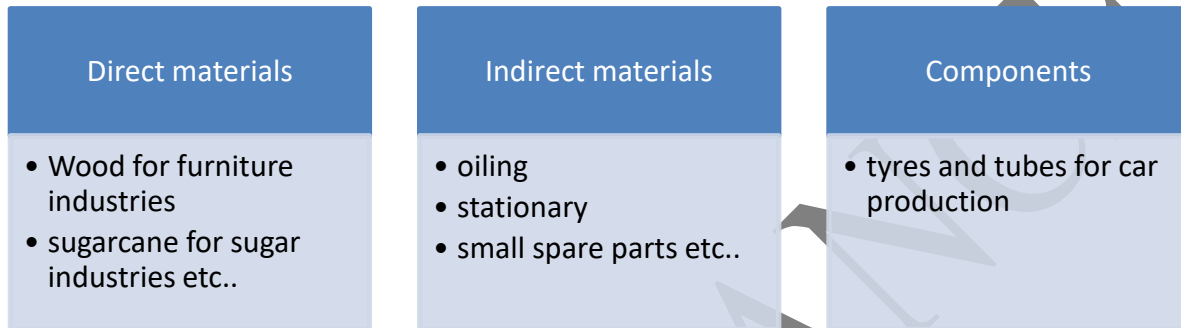 Direct materials
• Wood for furniture
industries
• sugarcane for sugar
industries etc..
Indirect materials
• oiling
• stationary
• small spare parts etc..
Components
• tyres and tubes for car
production